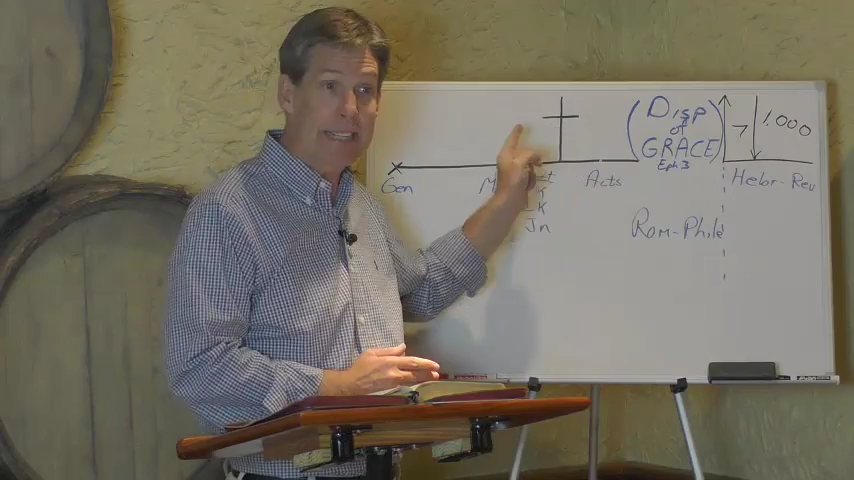 Disp
of
GRACE
Eph 3
7
1,000
Gen
Acts
Hebr-Rev
Jn
Rom-Phile